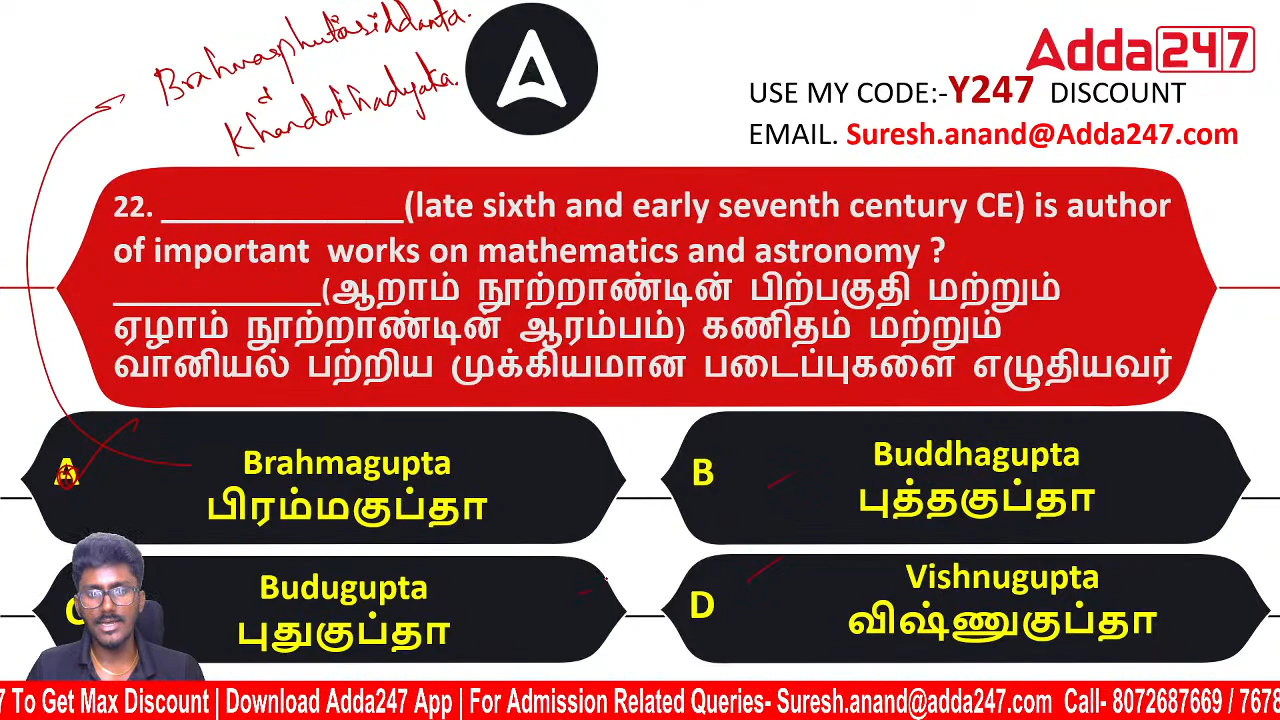 Brahmasphutasiddanta.
&
Khandakhadyaka.
Adda247
USE MY CODE:-Y247 DISCOUNT
EMAIL. Suresh.anand@Adda247.com
22. _______________(late sixth and early seventh century CE) is author
of important works on mathematics and astronomy ?
_____________(ஆறாம் நூற்றாண்டின் பிற்பகுதி மற்றும்
ஏழாம் நூற்றாண்டின் ஆரம்பம்) கணிதம் மற்றும்
வானியல் பற்றிய முக்கியமான படைப்புகளை எழுதியவர்
A
Brahmagupta
பிரம்மகுப்தா
B
Buddhagupta
புத்தகுப்தா
C
Budugupta
புதுகுப்தா
D
Vishnugupta
விஷ்ணுகுப்தா
7 To Get Max Discount | Download Adda247 App | For Admission Related Queries- Suresh.anand@adda247.com Call- 8072687669 / 7678